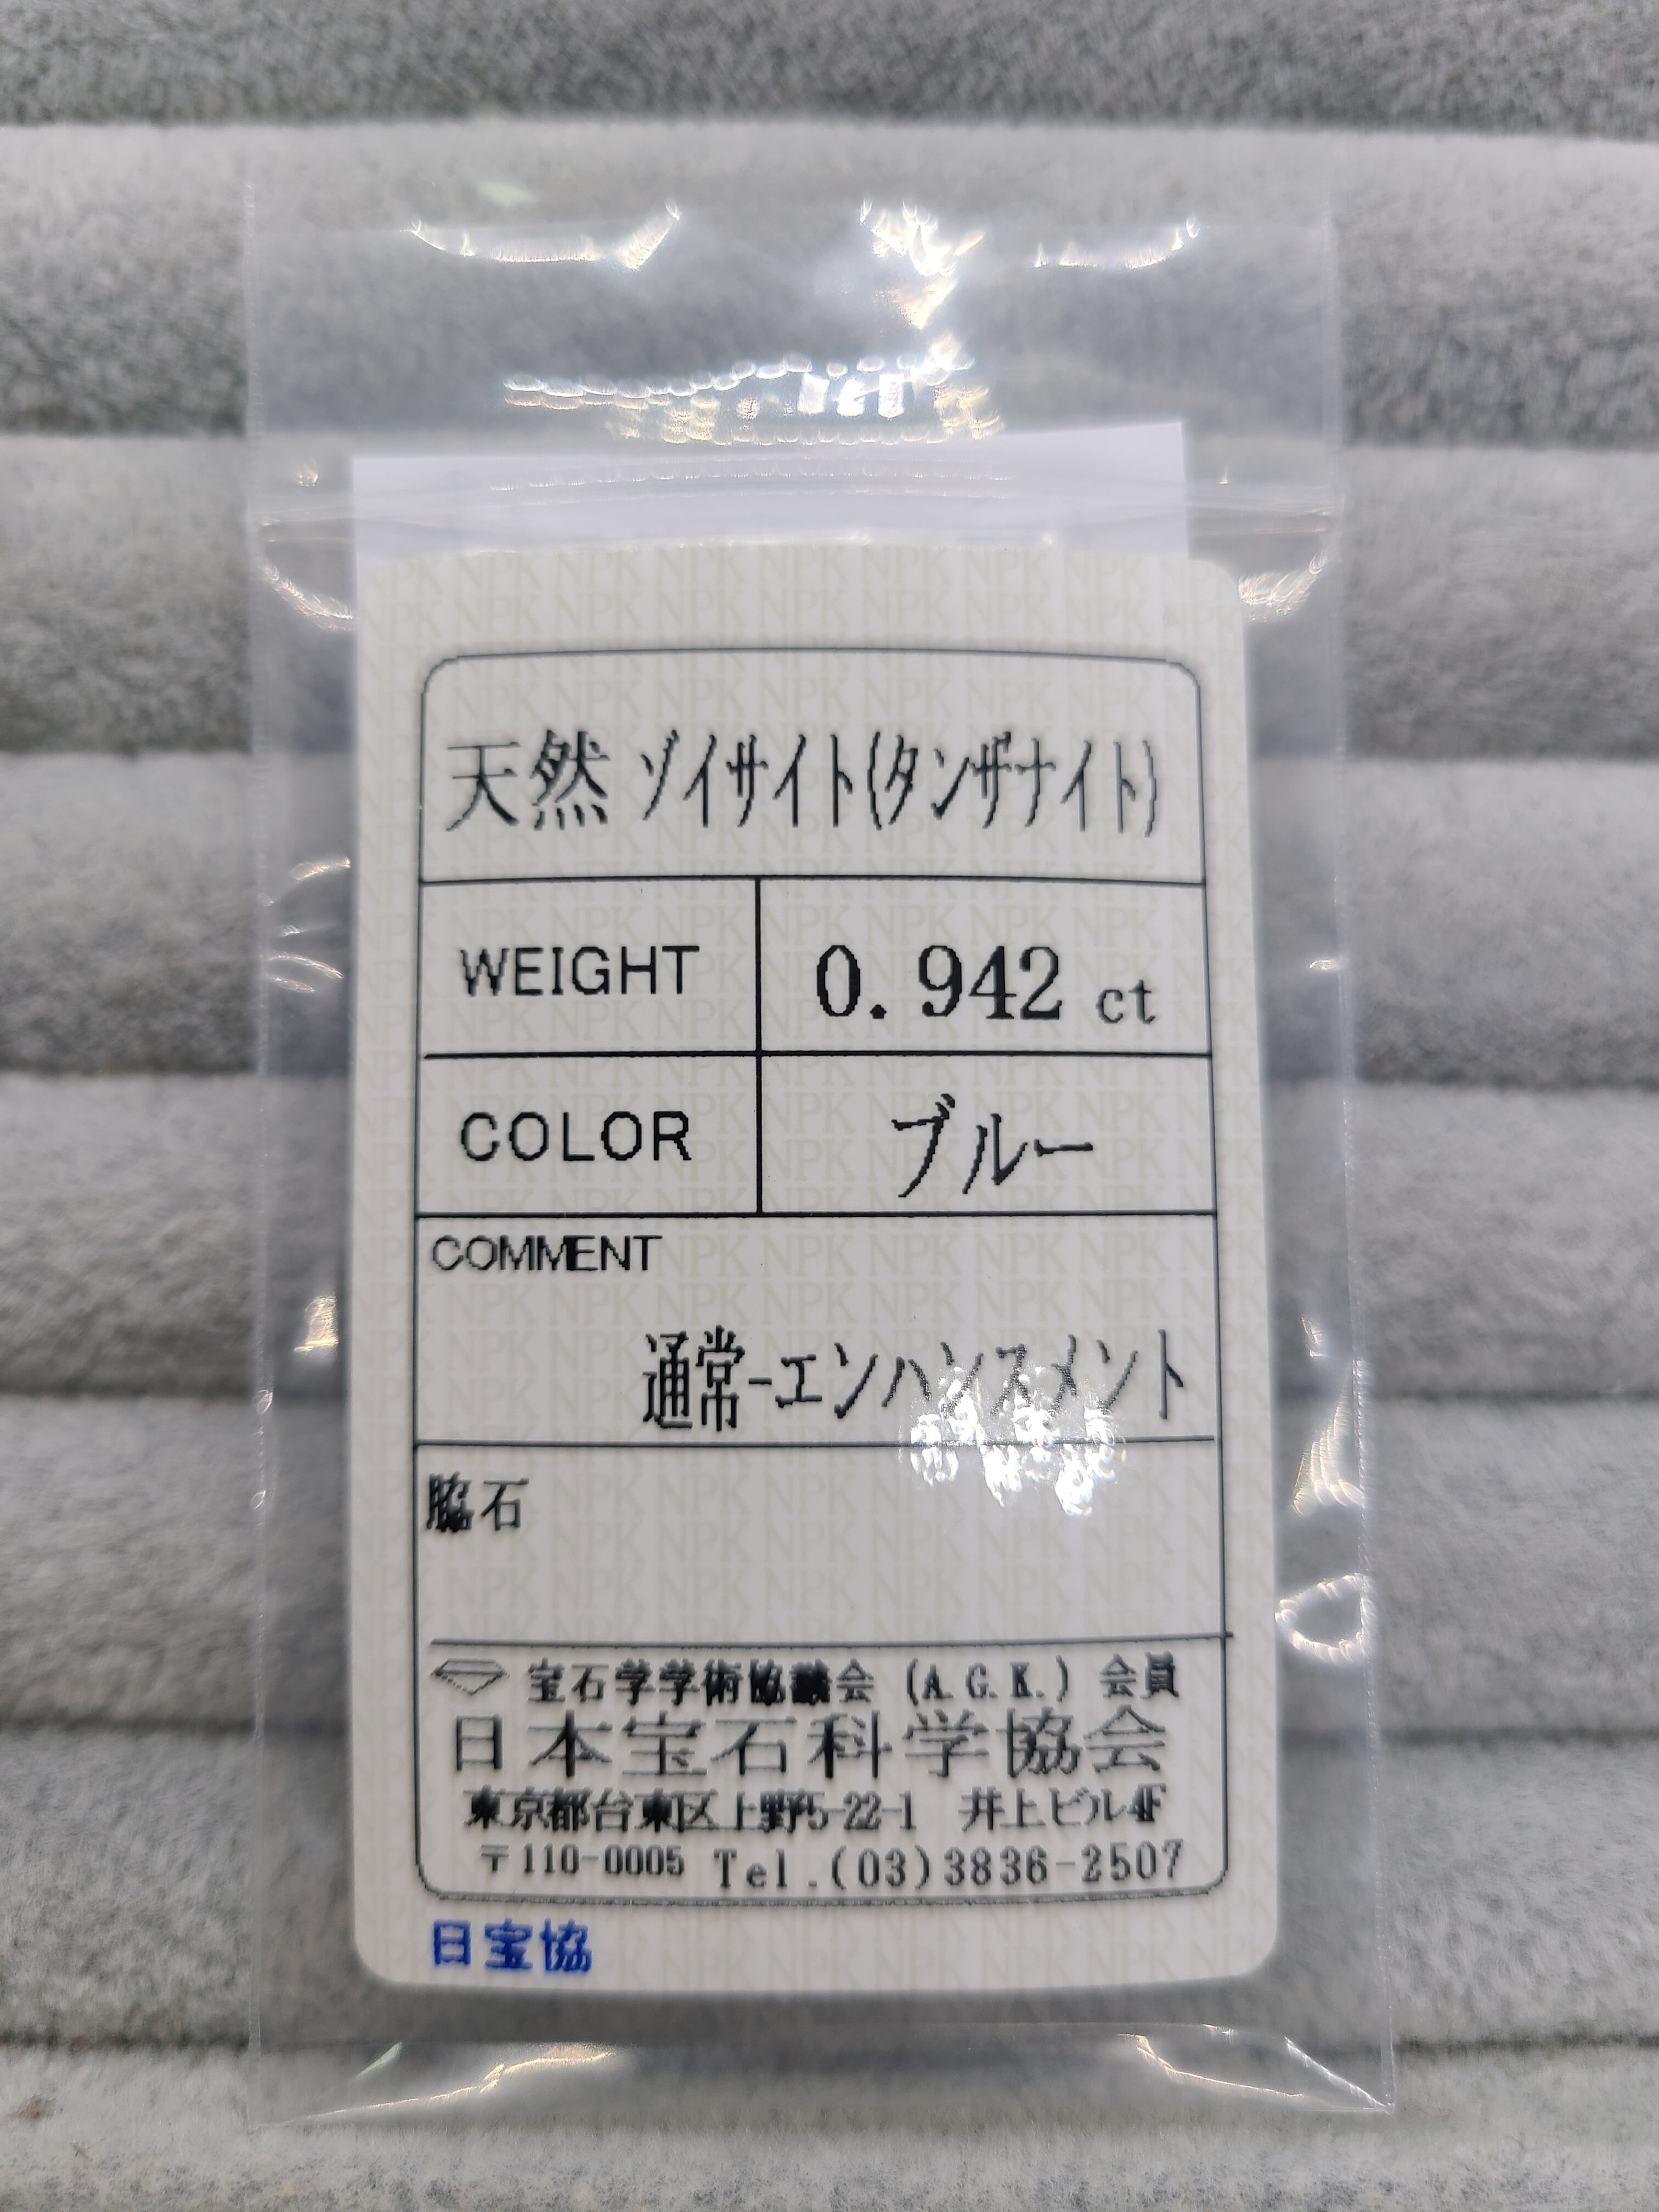 天然 ゾイサイト(タンザナイト)
WEIGHT 0.942 ct
COLOR ブルー
COMMENT
通常-エンハンスメント
脇石
宝石学学術協議会 (A.G.K.) 会員
日本宝石科学協会
東京都台東区上野5-22-1 井上ビル4F
〒110-0005 Tel.(03)3836-2507
日宝協